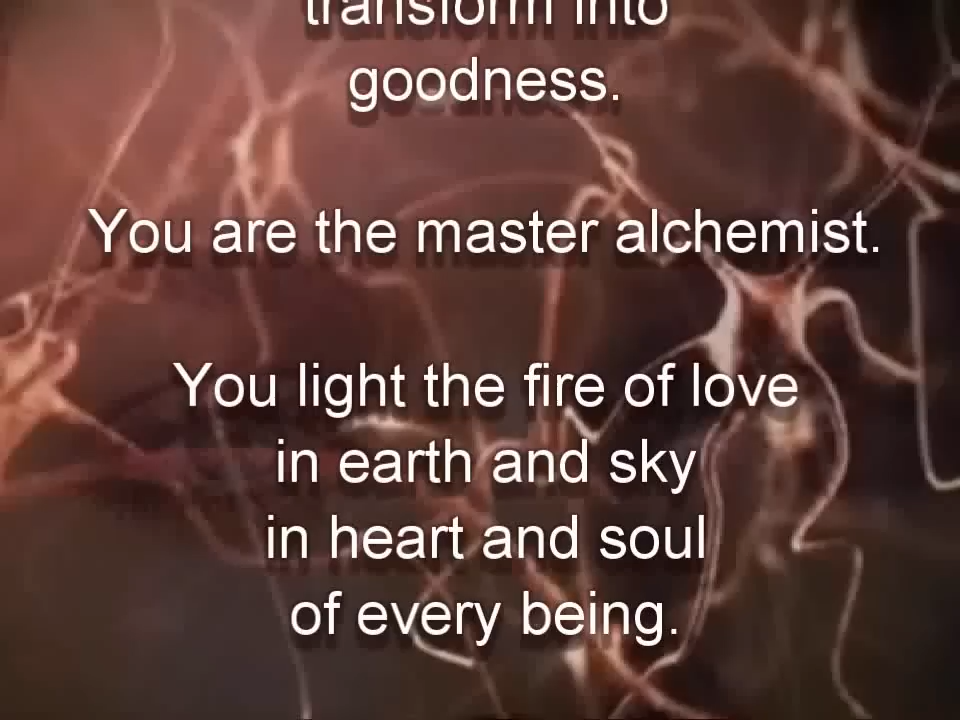 transform into
goodness.
You are the master alchemist.
You light the fire of love
in earth and sky
in heart and soul
of every being.